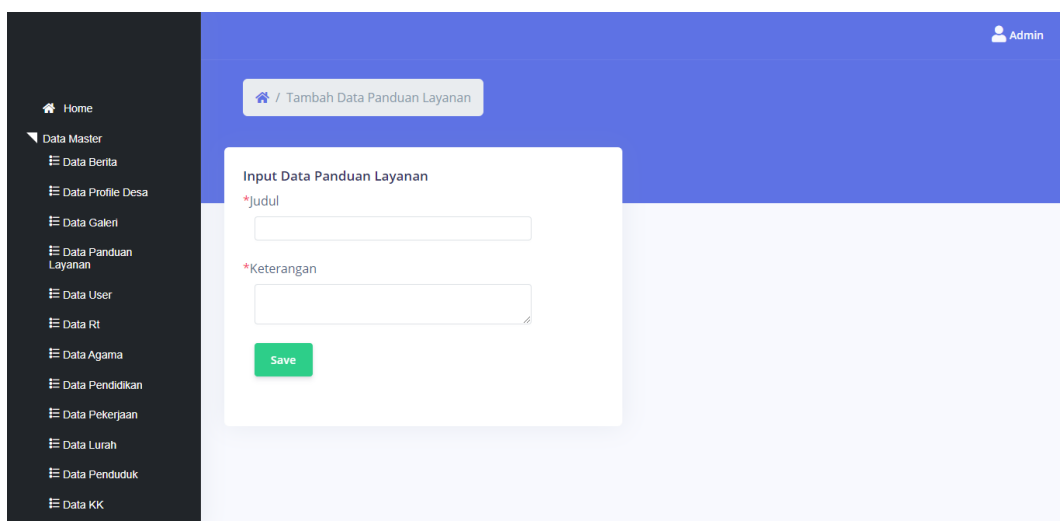 Admin
Home
Data Master
Data Berita
Data Profile Desa
Data Galeri
Data Panduan
Layanan
Data User
Data Rt
Data Agama
Data Pendidikan
Data Pekerjaan
Data Lurah
Data Penduduk
Data KK
/ Tambah Data Panduan Layanan
Input Data Panduan Layanan
*Judul
*Keterangan
Save